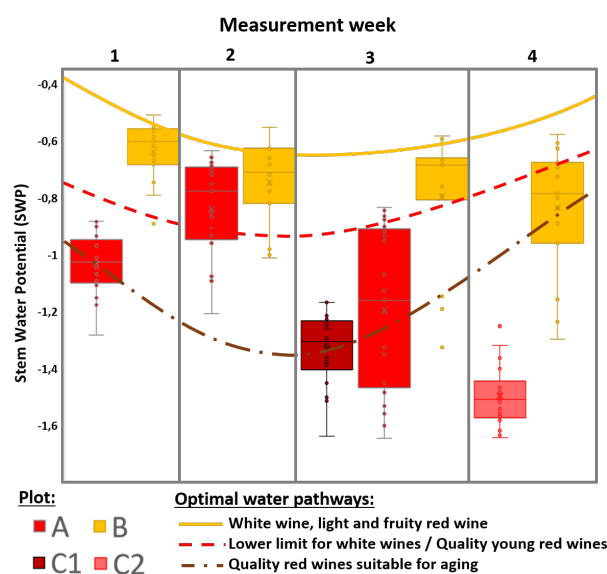 Measurement week
1 2 3 4
Stem Water Potential (SWP)
-0,4
-0,6
-0,8
-1
-1,2
-1,4
-1,6
Plot:
A B
C1 C2
Optimal water pathways:
White wine, light and fruity red wine
Lower limit for white wines / Quality young red wines
Quality red wines suitable for aging